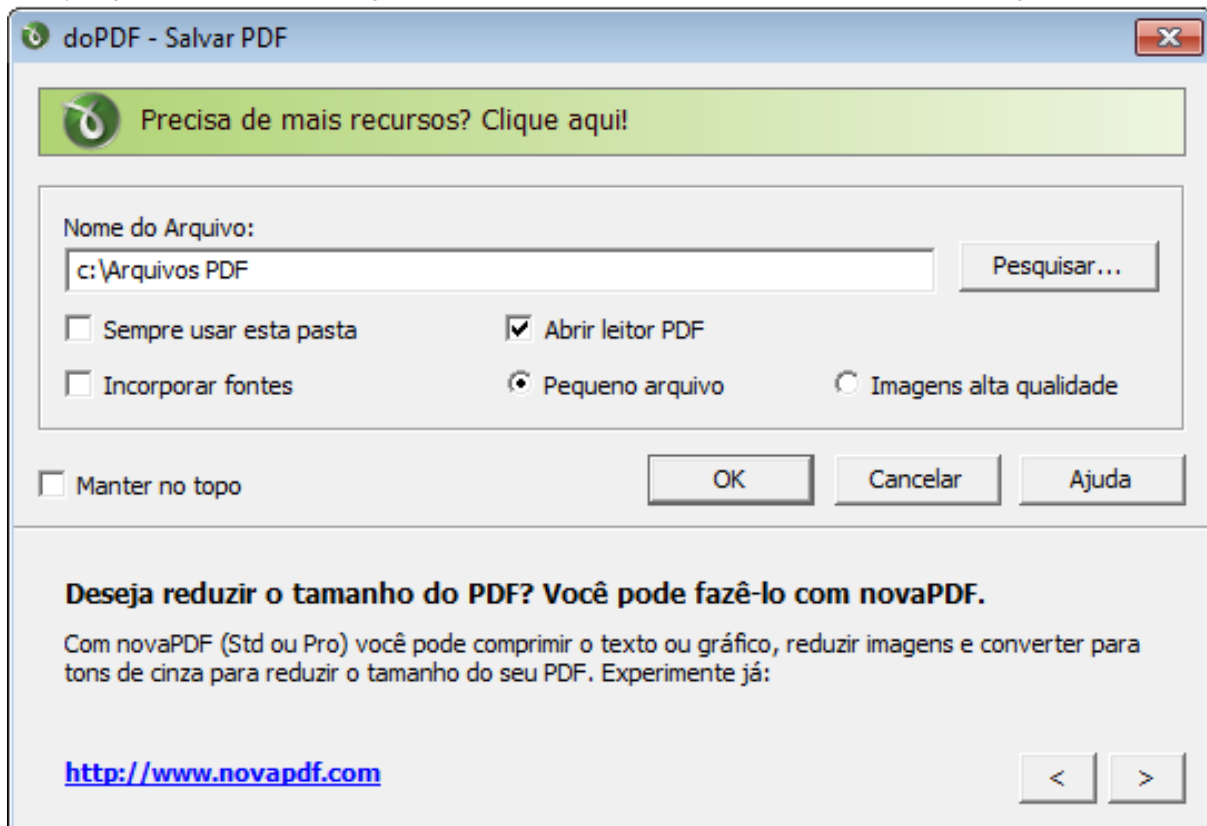 doPDF - Salvar PDF
Precisa de mais recursos? Clique aqui!
Nome do Arquivo:
c:\Arquivos PDF
Pesquisar...
Sempre usar esta pasta
Abrir leitor PDF
Incorporar fontes
Pequeno arquivo
Imagens alta qualidade
Manter no topo
OK
Cancelar
Ajuda
Deseja reduzir o tamanho do PDF? Você pode fazê-lo com novaPDF.
Com novaPDF (Std ou Pro) você pode comprimir o texto ou gráfico, reduzir imagens e converter para
tons de cinza para reduzir o tamanho do seu PDF. Experimente já:
http://www.novapdf.com
<
>